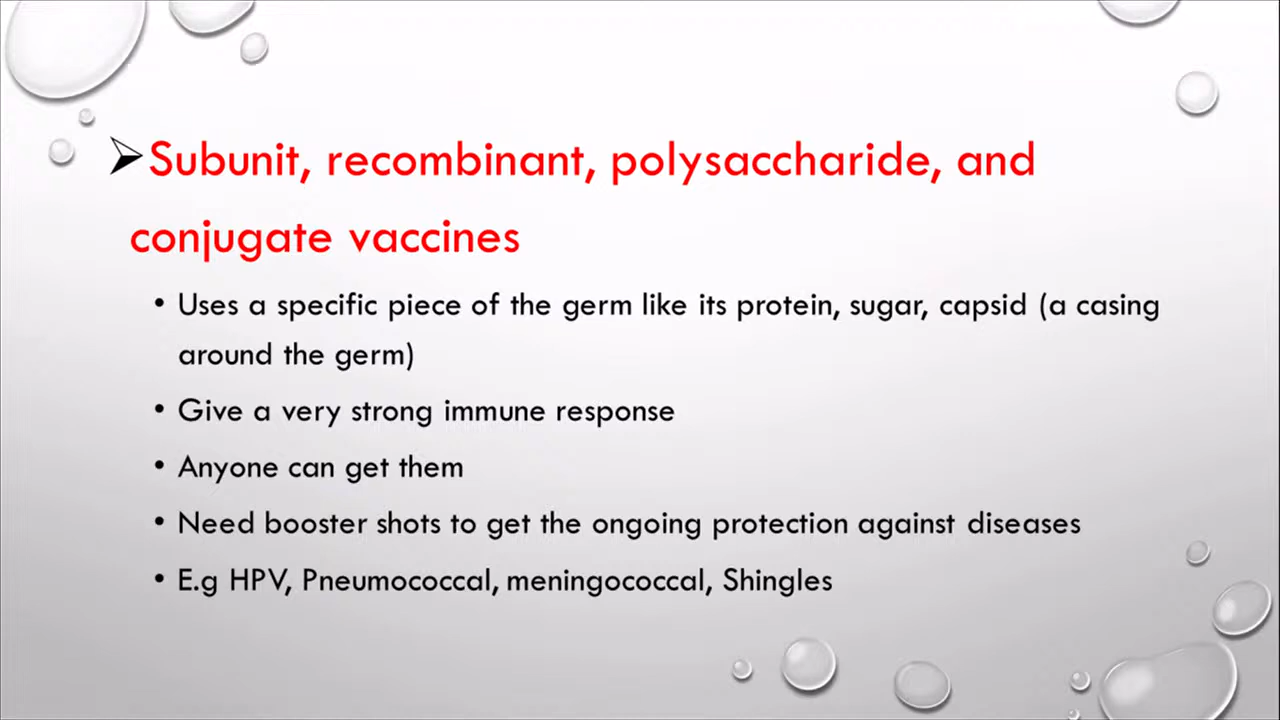 ➢Subunit, recombinant, polysaccharide, and
conjugate vaccines
• Uses a specific piece of the germ like its protein, sugar, capsid (a casing
around the germ)
• Give a very strong immune response
• Anyone can get them
• Need booster shots to get the ongoing protection against diseases
• E.g HPV, Pneumococcal, meningococcal, Shingles